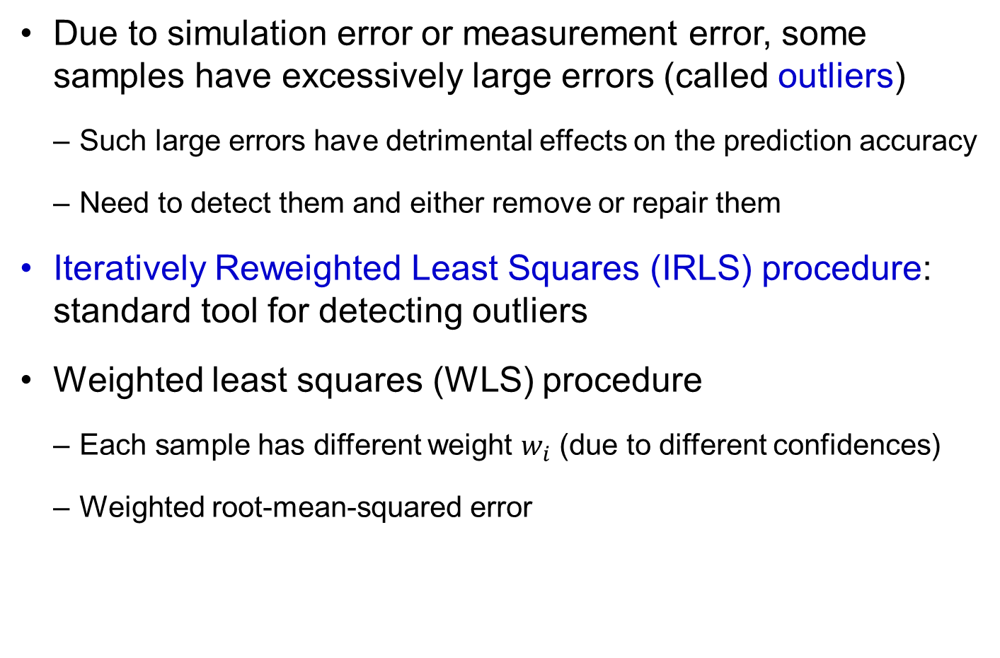 • Due to simulation error or measurement error, some
samples have excessively large errors (called outliers)
– Such large errors have detrimental effects on the prediction accuracy
– Need to detect them and either remove or repair them
• Iteratively Reweighted Least Squares (IRLS) procedure:
standard tool for detecting outliers
• Weighted least squares (WLS) procedure
– Each sample has different weight wᵢ (due to different confidences)
– Weighted root-mean-squared error